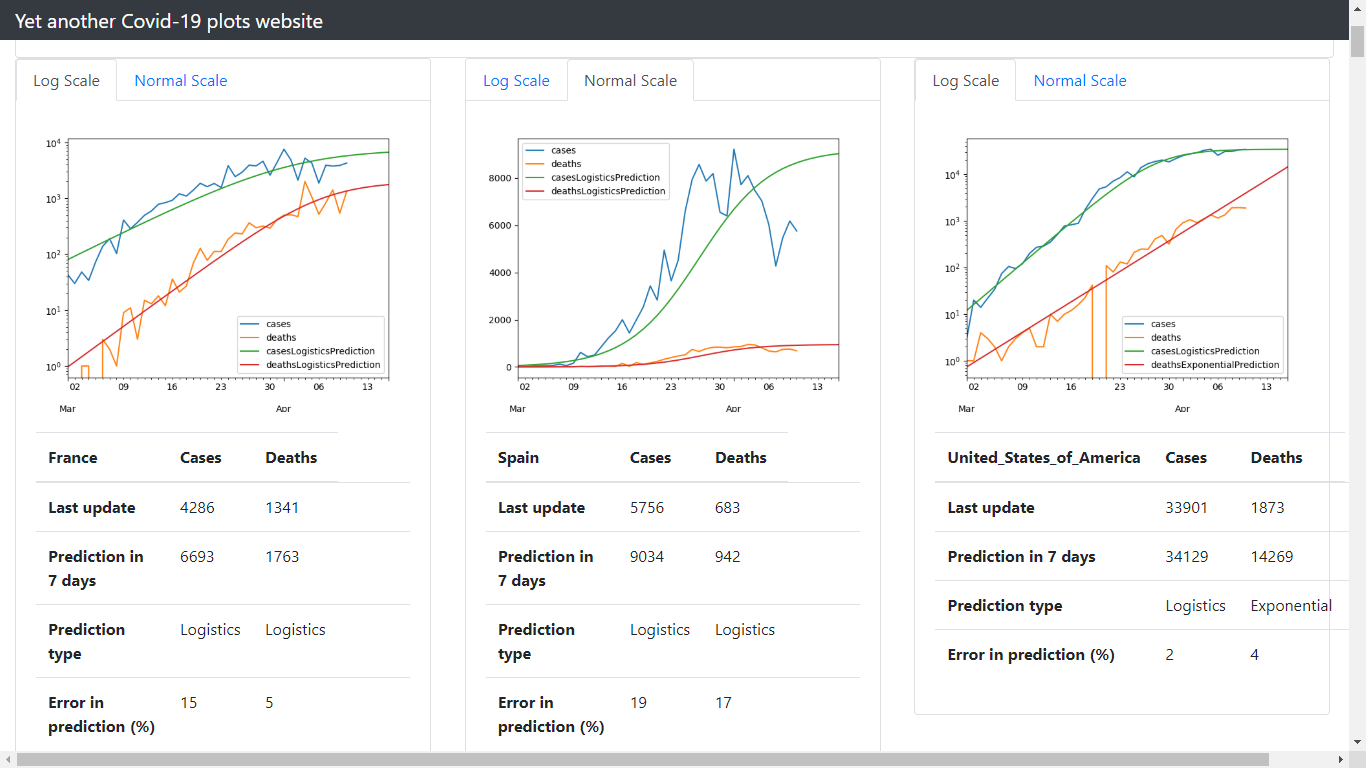 Yet another Covid-19 plots website
Log Scale Normal Scale
10^4
10^3
10^2
10^1
10^0
cases
deaths
casesLogisticsPrediction
deathsLogisticsPrediction
02 09 16 23 30 06 13
Mar Apr
France Cases Deaths
Last update 4286 1341
Prediction in 6693 1763
7 days
Prediction Logistics Logistics
type
Error in 15 5
prediction (%)
Log Scale Normal Scale
cases
deaths
casesLogisticsPrediction
deathsLogisticsPrediction
8000
6000
4000
2000
0
02 09 16 23 30 06 13
Mar Apr
Spain Cases Deaths
Last update 5756 683
Prediction in 9034 942
7 days
Prediction Logistics Logistics
type
Error in 19 17
prediction (%)
Log Scale Normal Scale
10^4
10^3
10^2
10^1
10^0
cases
deaths
casesLogisticsPrediction
deathsExponentialPrediction
02 09 16 23 30 06 13
Mar Apr
United_States_of_America Cases Deaths
Last update 33901 1873
Prediction in 7 days 34129 14269
Prediction type Logistics Exponential
Error in prediction (%) 2 4